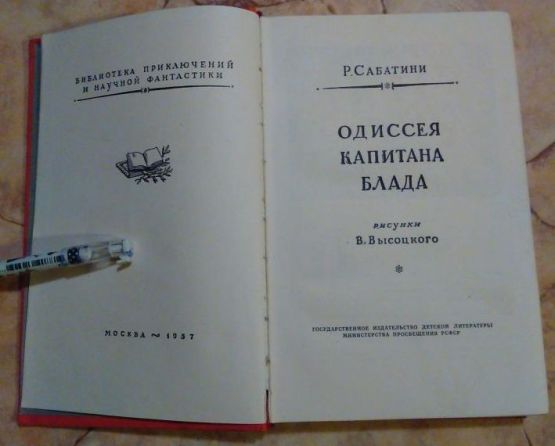 БИБЛИОТЕКА ПРИКЛЮЧЕНИЙ
И НАУЧНОЙ ФАНТАСТИКИ
МОСКВА ~ 1957
Р. САБАТИНИ
ОДИССЕЯ
КАПИТАНА
БЛАДА
рисунки
В. ВЫСОЦКОГО
ГОСУДАРСТВЕННОЕ ИЗДАТЕЛЬСТВО ДЕТСКОЙ ЛИТЕРАТУРЫ
МИНИСТЕРСТВА ПРОСВЕЩЕНИЯ РСФСР